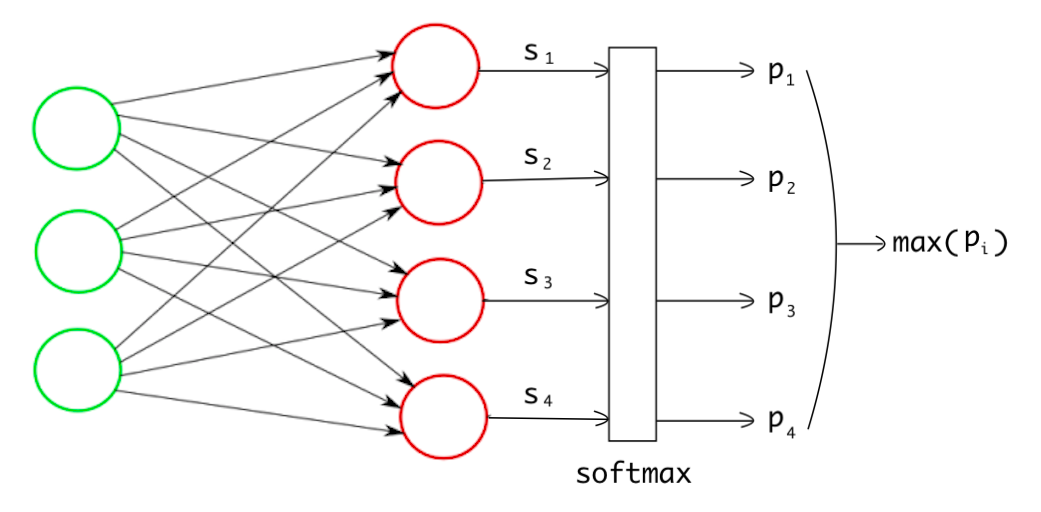 s₁
p₁
s₂
p₂
max(pᵢ)
s₃
p₃
s₄
p₄
softmax